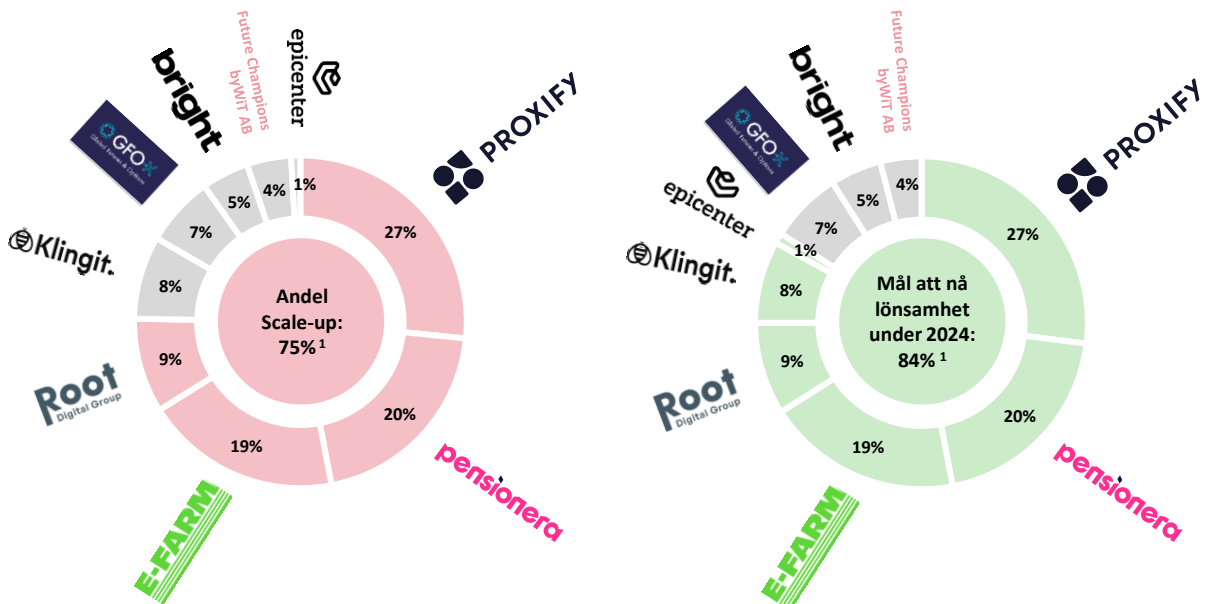 Future Champions
byWiT AB
epicenter
bright
GFO X
Global Futures & Options
Klingit.
Root
Digital Group
E-FARM
pensionera
PROXIFY
1%
4%
5%
7%
8%
9%
19%
20%
27%
Andel
Scale-up:
75% 1
Future Champions
byWiT AB
bright
GFO X
Global Futures & Options
epicenter
Klingit.
Root
Digital Group
E-FARM
pensionera
PROXIFY
4%
5%
7%
1%
8%
9%
19%
20%
27%
Mål att nå
lönsamhet
under 2024:
84% 1